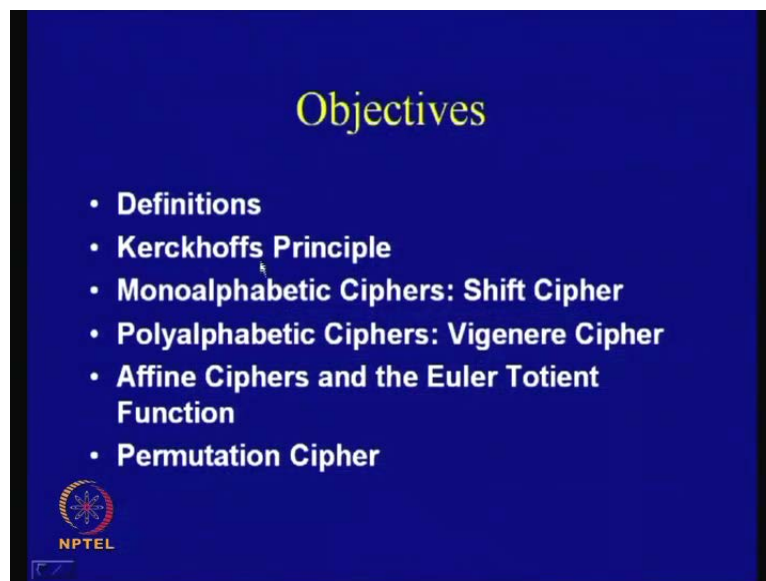 Objectives
• Definitions
• Kerckhoffs Principle
• Monoalphabetic Ciphers: Shift Cipher
• Polyalphabetic Ciphers: Vigenere Cipher
• Affine Ciphers and the Euler Totient
Function
• Permutation Cipher
NPTEL